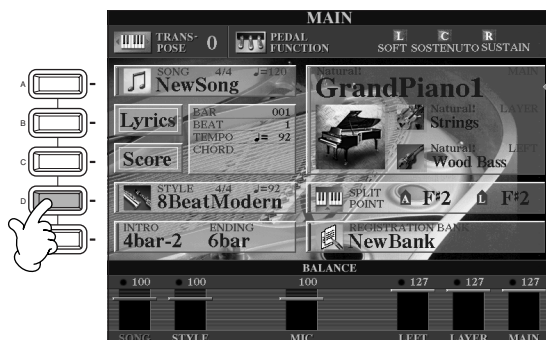 MAIN
TRANS-
POSE 0 PEDAL
FUNCTION L C R
SOFT SOSTENUTO SUSTAIN
SONG 4/4 ♩=120
NewSong
Natural! MAIN
GrandPiano1
Lyrics
BAR 001
BEAT 1
TEMPO ♩= 92
CHORD
Natural! LAYER
Strings
Score
Natural! LEFT
Wood Bass
STYLE 4/4 ♩=92
8BeatModern
SPLIT
POINT A F♯2 L F♯2
INTRO ENDING
4bar-2 6bar
REGISTRATION BANK
NewBank
BALANCE
100 100 100 127 127 127
SONG STYLE MIC LEFT LAYER MAIN
A
B
C
D